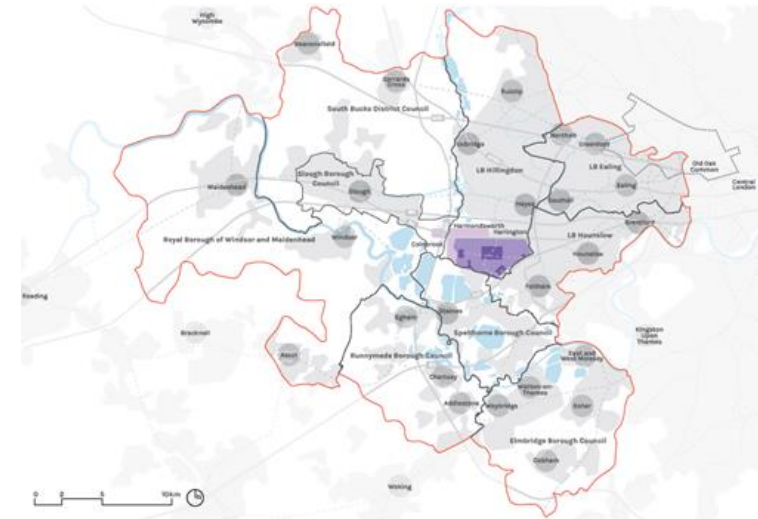 High
Wycombe
Beaconsfield
Gerrards
Cross
South Bucks District Council
Ruislip
Uxbridge
Northolt
Greenford
LB Ealing
LB Hillingdon
Old Oak
Common
Central
London
Slough Borough
Council
Slough
Maidenhead
Ealing
Hayes
Southall
Brentford
Harmondsworth
Harlington
Royal Borough of Windsor and Maidenhead
Windsor
Colnbrook
LB Hounslow
Hounslow
Feltham
Reading
Egham
Staines
Spelthorne Borough Council
Kingston
Upon
Thames
Bracknell
Ascot
Runnymede Borough Council
East and
West Molesey
Chertsey
Walton-on-
Thames
Addlestone
Weybridge
Esher
Elmbridge Borough Council
Cobham
Woking
0 2 5 10km